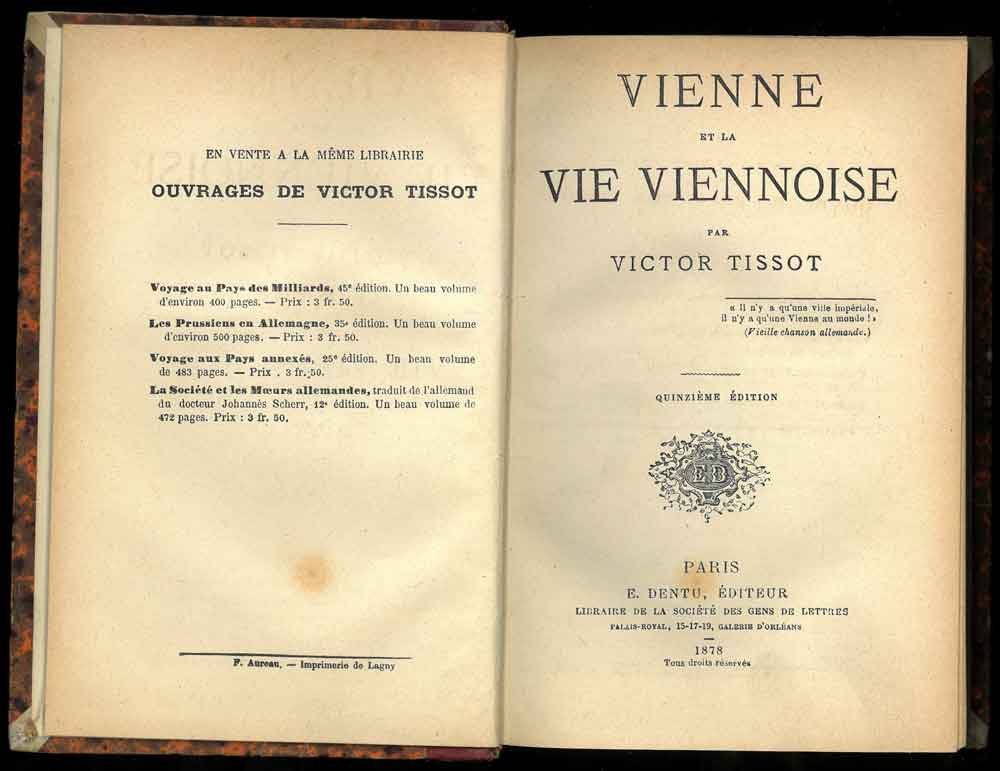 EN VENTE A LA MÊME LIBRAIRIE
OUVRAGES DE VICTOR TISSOT
Voyage au Pays des Milliards, 45e édition. Un beau volume
d'environ 400 pages. — Prix : 3 fr. 50.
Les Prussiens en Allemagne, 35e édition. Un beau volume
d'environ 500 pages. — Prix : 3 fr. 50.
Voyage aux Pays annexés, 25e édition. Un beau volume
de 483 pages. — Prix . 3 fr. 50.
La Société et les Mœurs allemandes, traduit de l'allemand
du docteur Johannès Scherr, 12e édition. Un beau volume de
472 pages. Prix : 3 fr. 50.
F. Aureau. — Imprimerie de Lagny
VIENNE
ET LA
VIE VIENNOISE
PAR
VICTOR TISSOT
« Il n'y a qu'une ville impériale,
il n'y a qu'une Vienne au monde ! »
(Vieille chanson allemande.)
QUINZIÈME ÉDITION
ED
PARIS
E. DENTU, ÉDITEUR
LIBRAIRE DE LA SOCIÉTÉ DES GENS DE LETTRES
PALAIS-ROYAL, 15-17-19, GALERIE D'ORLÉANS
1878
Tous droits réservés